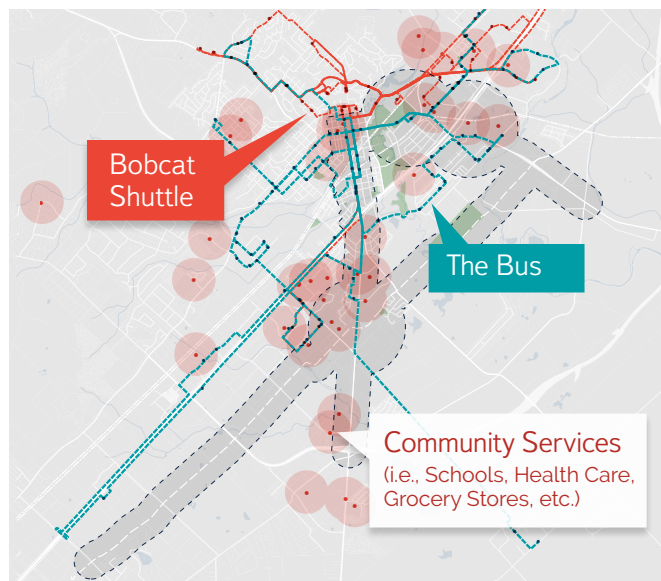 Bobcat
Shuttle
The Bus
Community Services
(i.e., Schools, Health Care,
Grocery Stores, etc.)